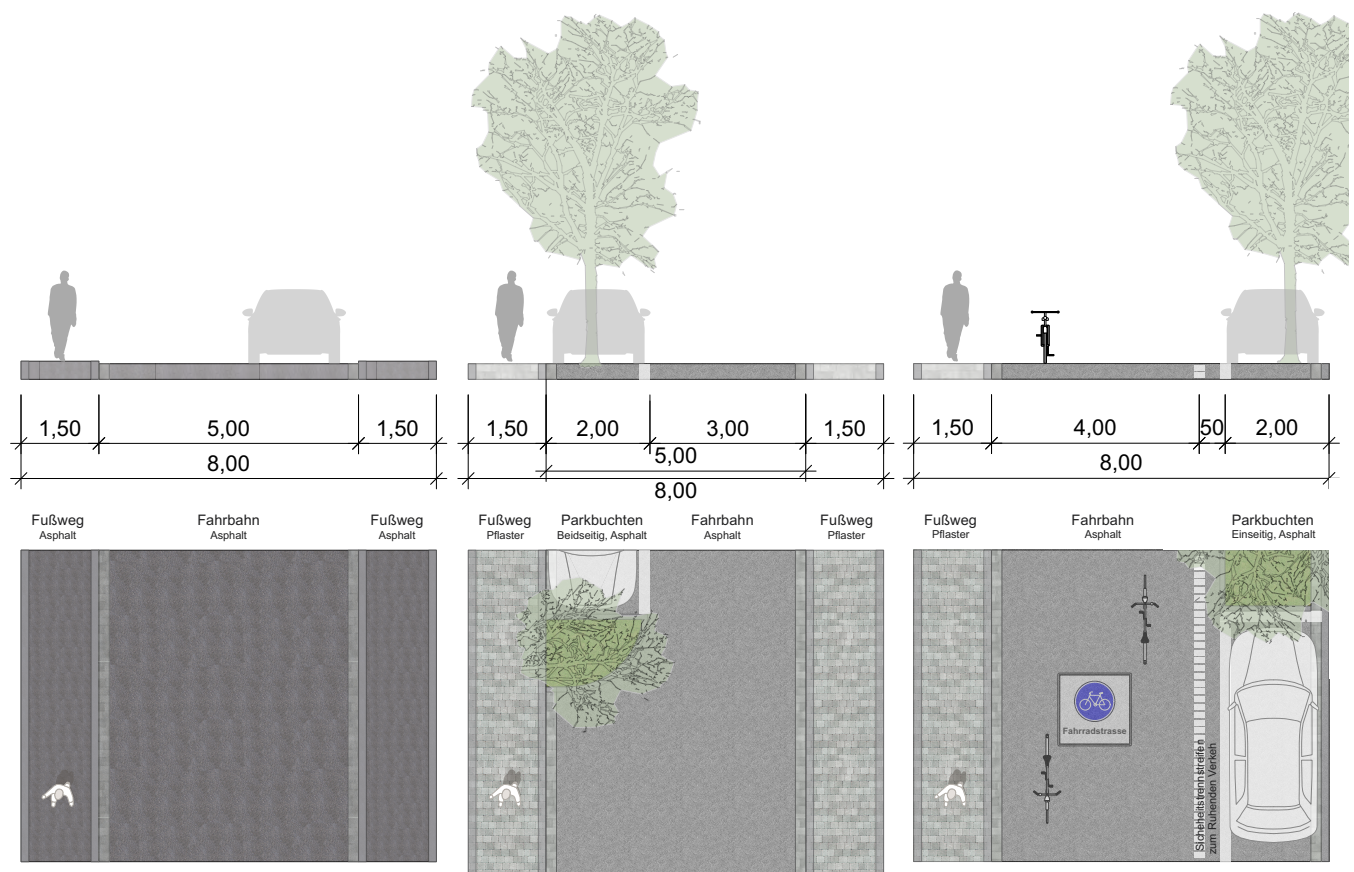 1,50 5,00 1,50
8,00
Fußweg
Asphalt
Fahrbahn
Asphalt
Fußweg
Asphalt
1,50 2,00 3,00 1,50
5,00
8,00
Fußweg
Pflaster
Parkbuchten
Beidseitig, Asphalt
Fahrbahn
Asphalt
Fußweg
Pflaster
1,50 4,00 50 2,00
8,00
Fußweg
Pflaster
Fahrbahn
Asphalt
Parkbuchten
Einseitig, Asphalt
Fahrradstrasse
Sicheheitstrennstreifen
zum Ruhenden Verkeh